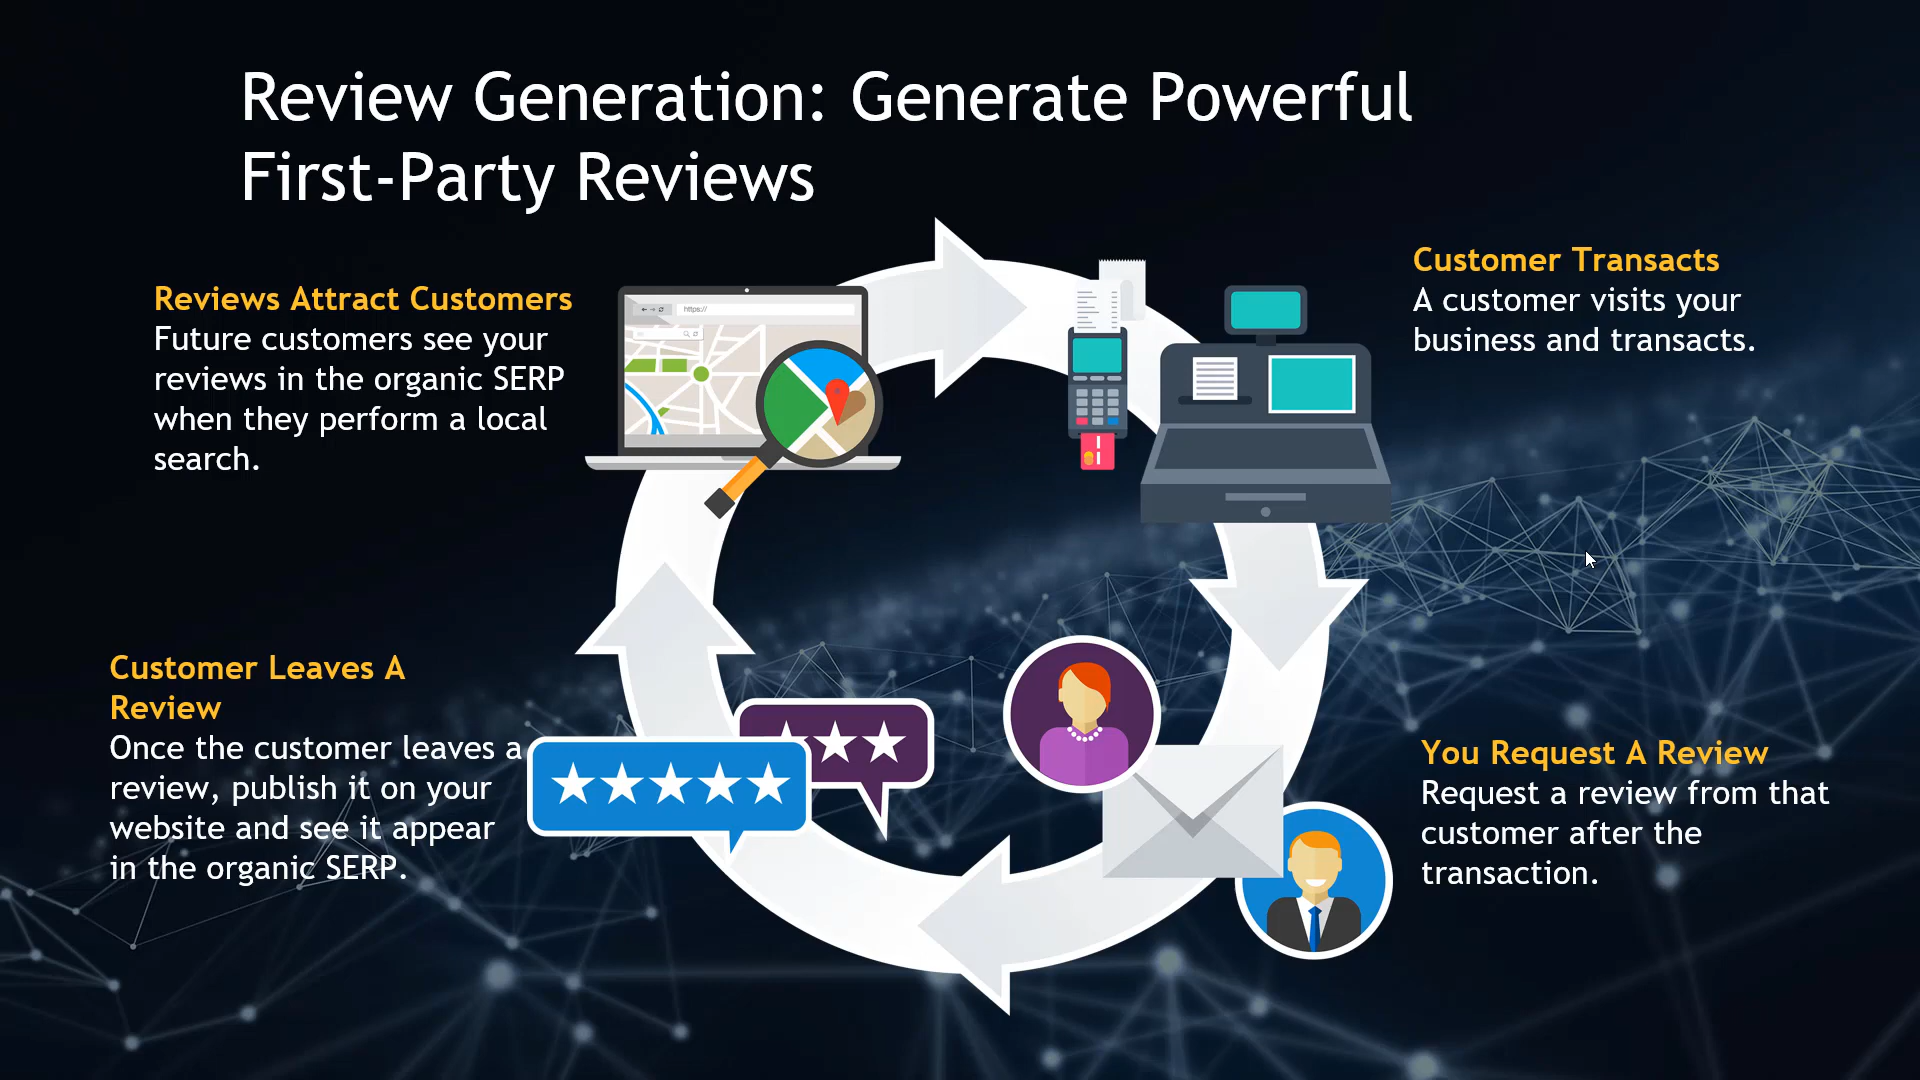 Review Generation: Generate Powerful
First-Party Reviews
Reviews Attract Customers
Future customers see your
reviews in the organic SERP
when they perform a local
search.
https://
Customer Transacts
A customer visits your
business and transacts.
You Request A Review
Request a review from that
customer after the
transaction.
Customer Leaves A
Review
Once the customer leaves a
review, publish it on your
website and see it appear
in the organic SERP.